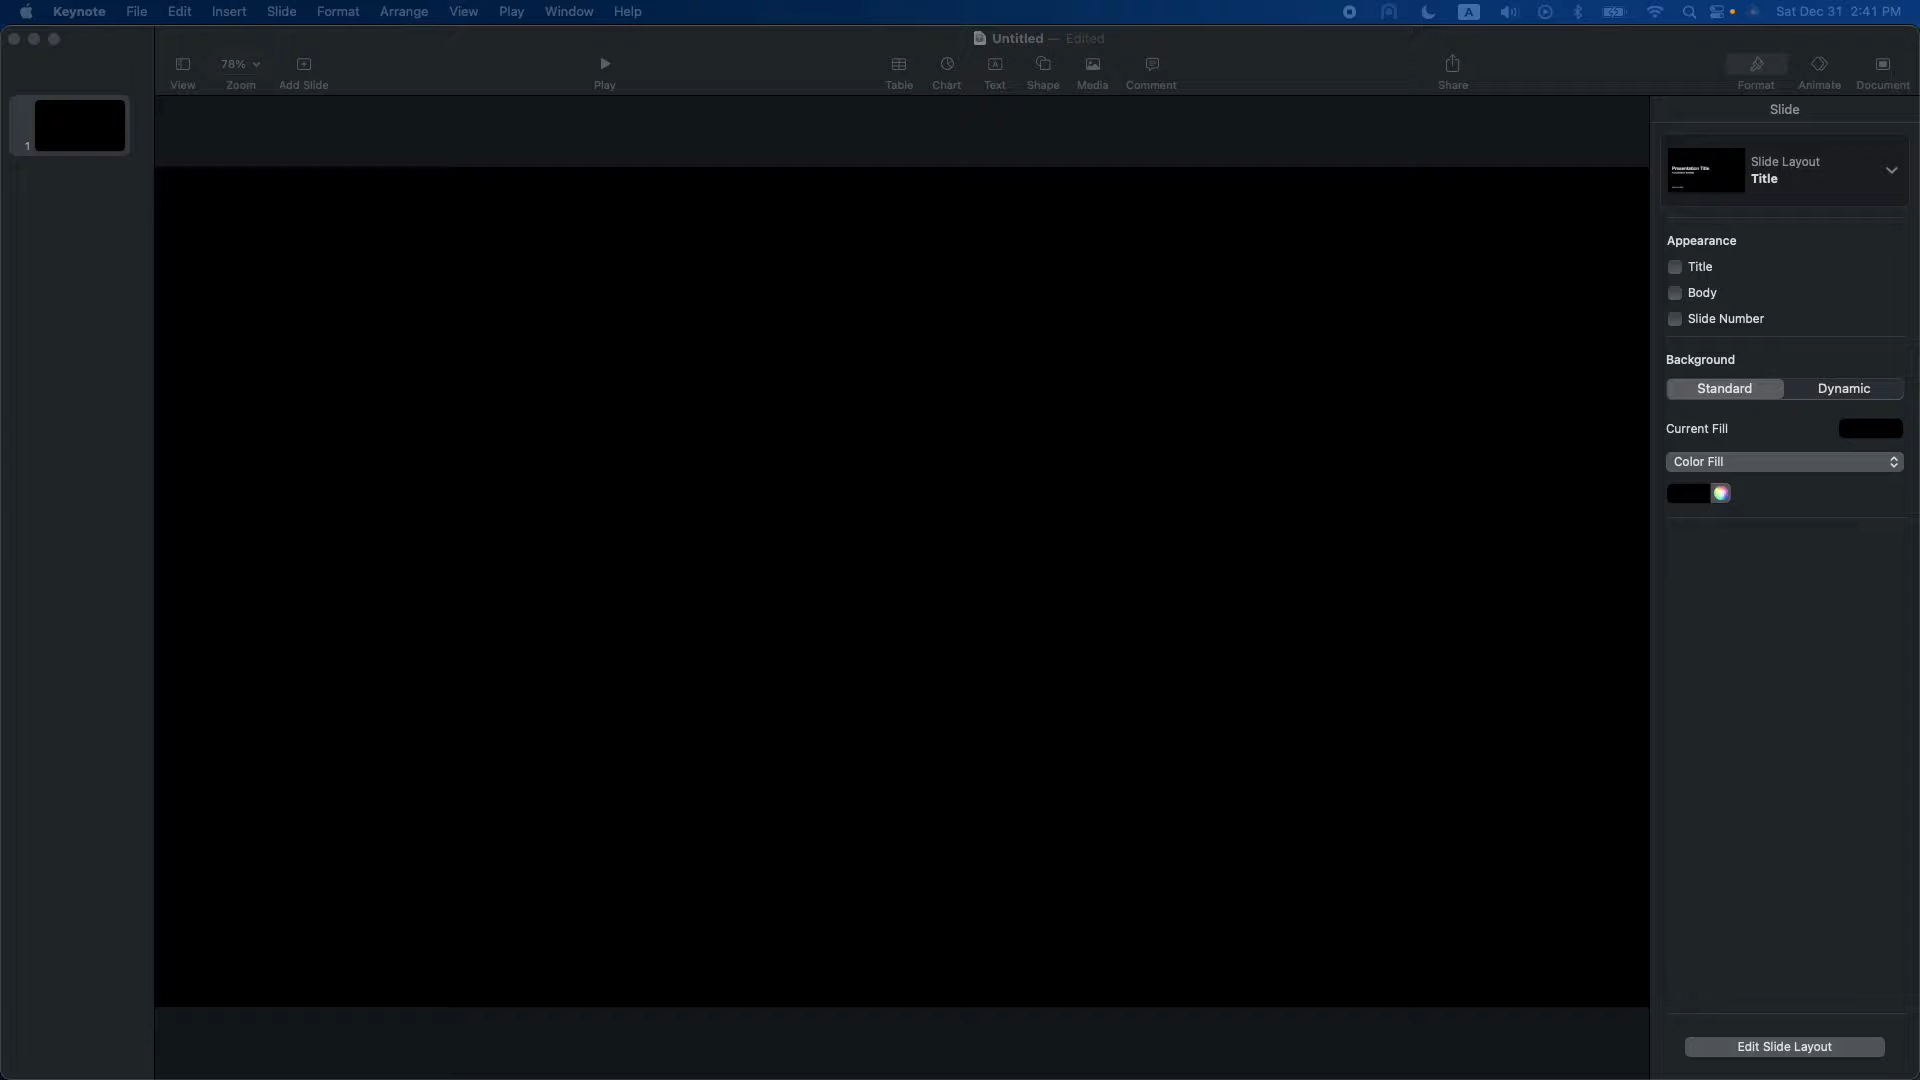 Keynote File Edit Insert Slide Format Arrange View Play Window Help A Sat Dec 31 2:41 PM
Untitled — Edited
78%
View Zoom Add Slide Play Table Chart Text Shape Media Comment Share Format Animate Document
1
Slide
Presentation Title
Slide Layout
Title
Appearance
Title
Body
Slide Number
Background
Standard Dynamic
Current Fill
Color Fill
Edit Slide Layout